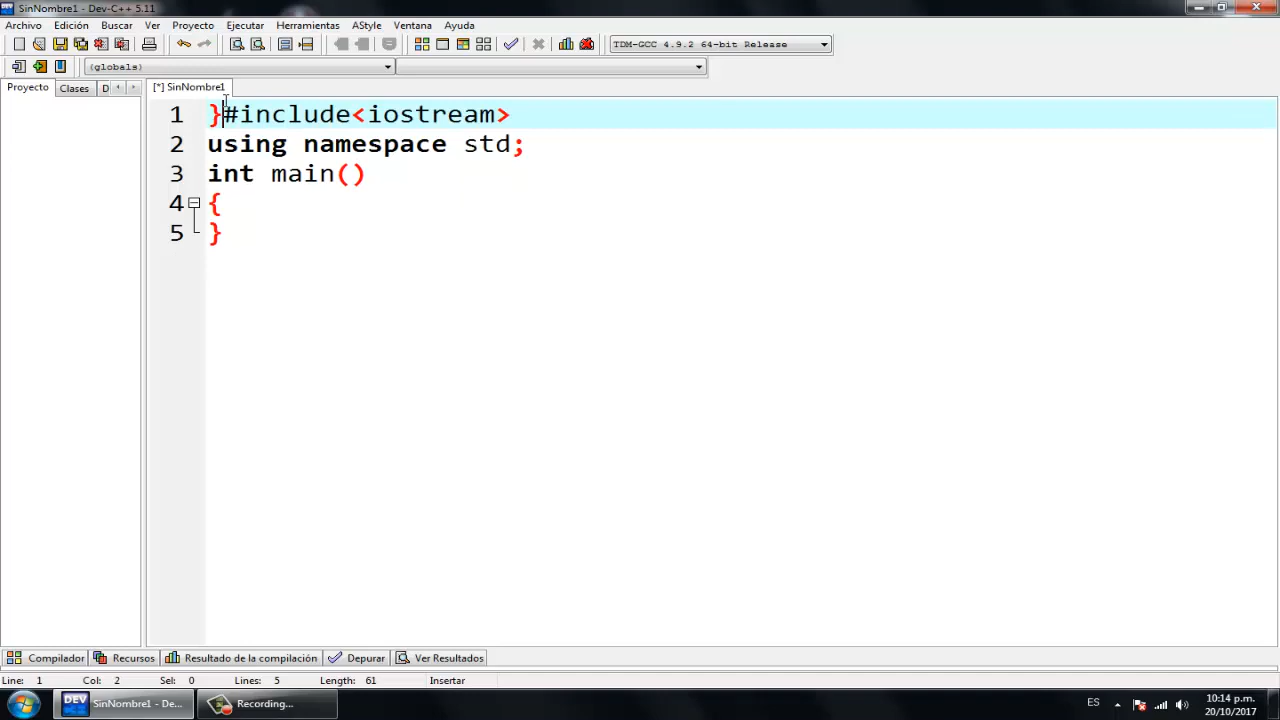 SinNombre1 - Dev-C++ 5.11
Archivo Edición Buscar Ver Proyecto Ejecutar Herramientas AStyle Ventana Ayuda
TDM-GCC 4.9.2 64-bit Release
(globals)
Proyecto Clases D [*] SinNombre1
1 }#include<iostream>
2 using namespace std;
3 int main()
4 {
5 }
Compilador Recursos Resultado de la compilación Depurar Ver Resultados
Line: 1 Col: 2 Sel: 0 Lines: 5 Length: 61 Insertar
DEV SinNombre1 - De... Recording... ES 10:14 p.m.
20/10/2017